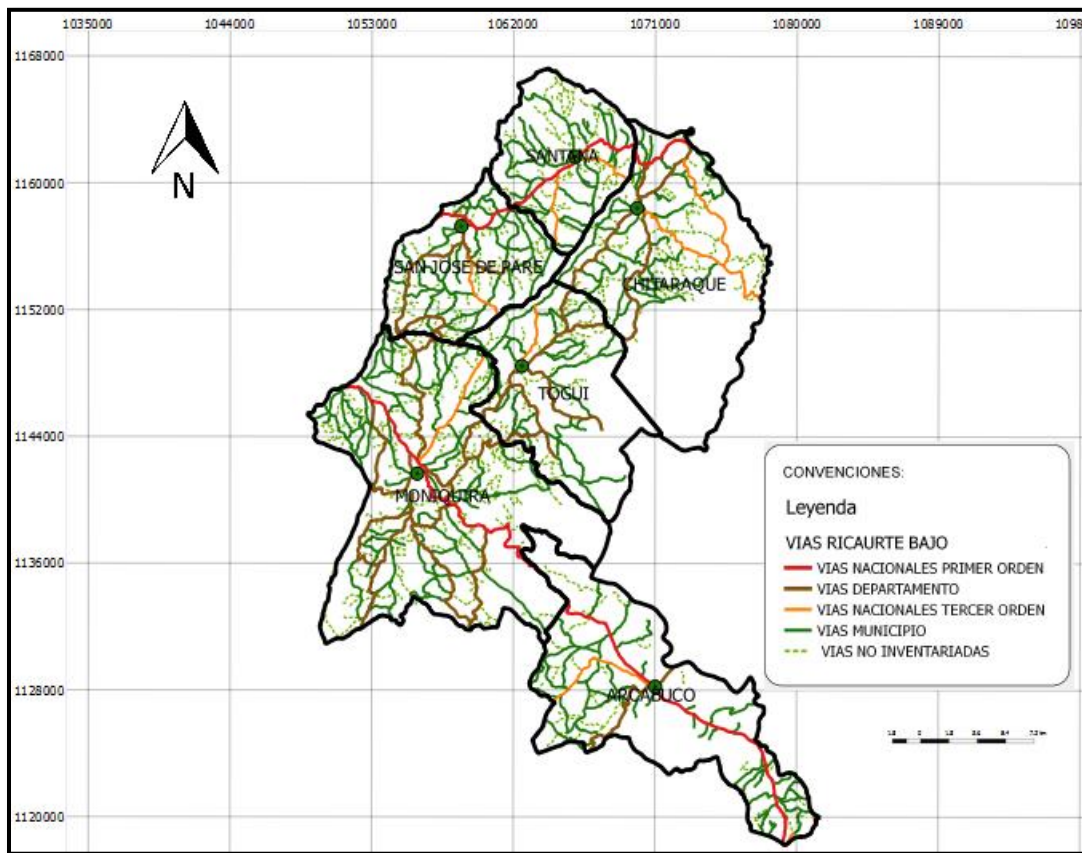 1035000 1044000 1053000 1062000 1071000 1080000 1089000
1168000
N
SANTANA
1160000
SAN JOSE DE PARE
CHITARAQUE
1152000
TOGUI
1144000
MONIQUIRA
CONVENCIONES:
Leyenda
VIAS RICAURTE BAJO
VIAS NACIONALES PRIMER ORDEN
VIAS DEPARTAMENTO
VIAS NACIONALES TERCER ORDEN
VIAS MUNICIPIO
VIAS NO INVENTARIADAS
1136000
1128000
ARCABUCO
1120000